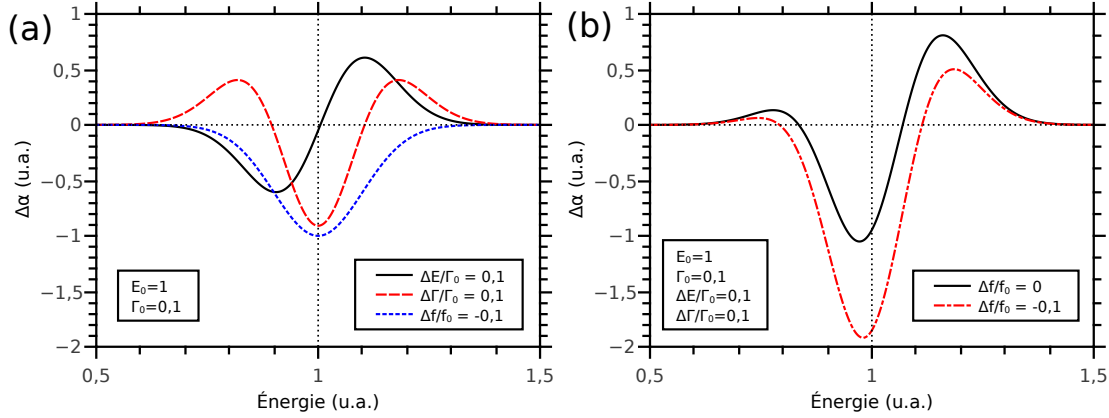 (a)
1
0,5
0
−0,5
−1
−1,5
−2
Δα (u.a.)
E₀=1
Γ₀=0,1
ΔE/Γ₀ = 0,1
ΔΓ/Γ₀ = 0,1
Δf/f₀ = -0,1
0,5
1
1,5
Énergie (u.a.)
(b)
1
0,5
0
−0,5
−1
−1,5
−2
Δα (u.a.)
E₀=1
Γ₀=0,1
ΔE/Γ₀=0,1
ΔΓ/Γ₀=0,1
Δf/f₀ = 0
Δf/f₀ = -0,1
0,5
1
1,5
Énergie (u.a.)